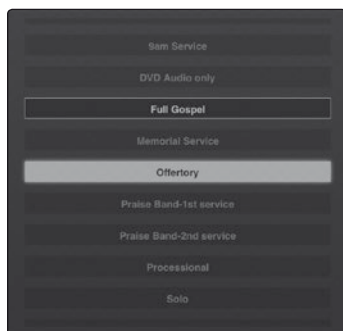 9am Service
DVD Audio only
Full Gospel
Memorial Service
Offertory
Praise Band-1st service
Praise Band-2nd service
Processional
Solo